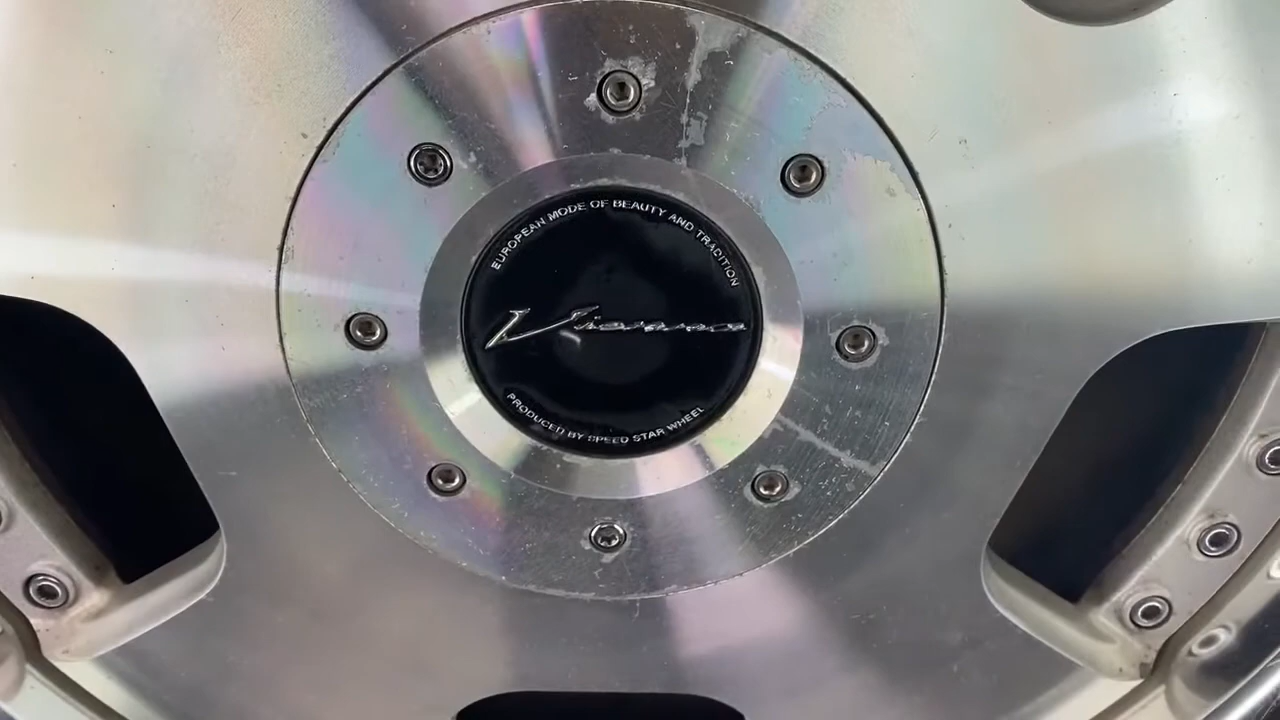 EUROPEAN MODE OF BEAUTY AND TRADITION
Vienna
PRODUCED BY SPEED STAR WHEEL